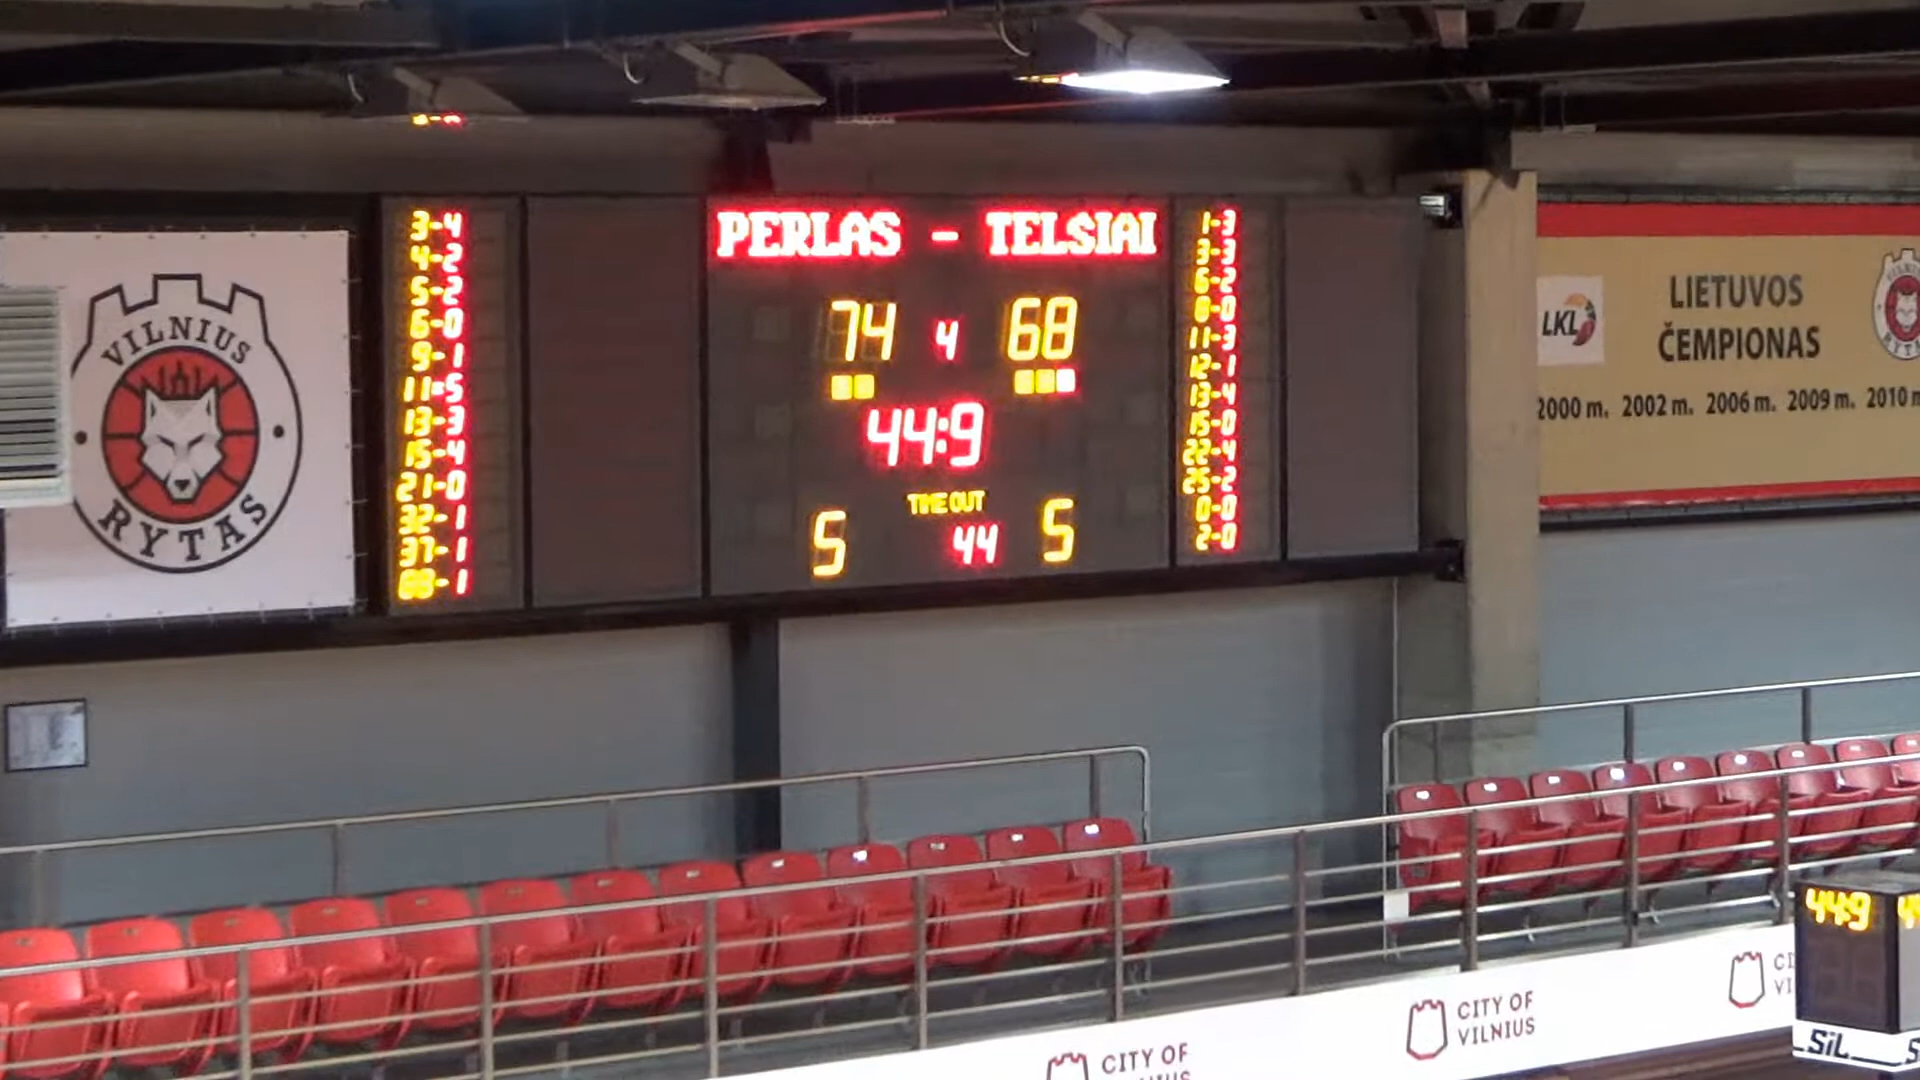 3-4
4-2
5-2
6-0
9-1
11-5
13-3
15-4
21-0
32-1
37-1
88-1
PERLAS - TELSIAI
74 4 68
44:9
TIME OUT
5 44 5
1-3
3-3
6-2
8-0
11-3
12-1
13-4
15-0
22-4
25-2
0-0
2-0
VILNIUS
RYTAS
LKL
LIETUVOS
ČEMPIONAS
2000 m. 2002 m. 2006 m. 2009 m. 2010 m
44:9
SiL
CITY OF
VILNIUS
CITY OF